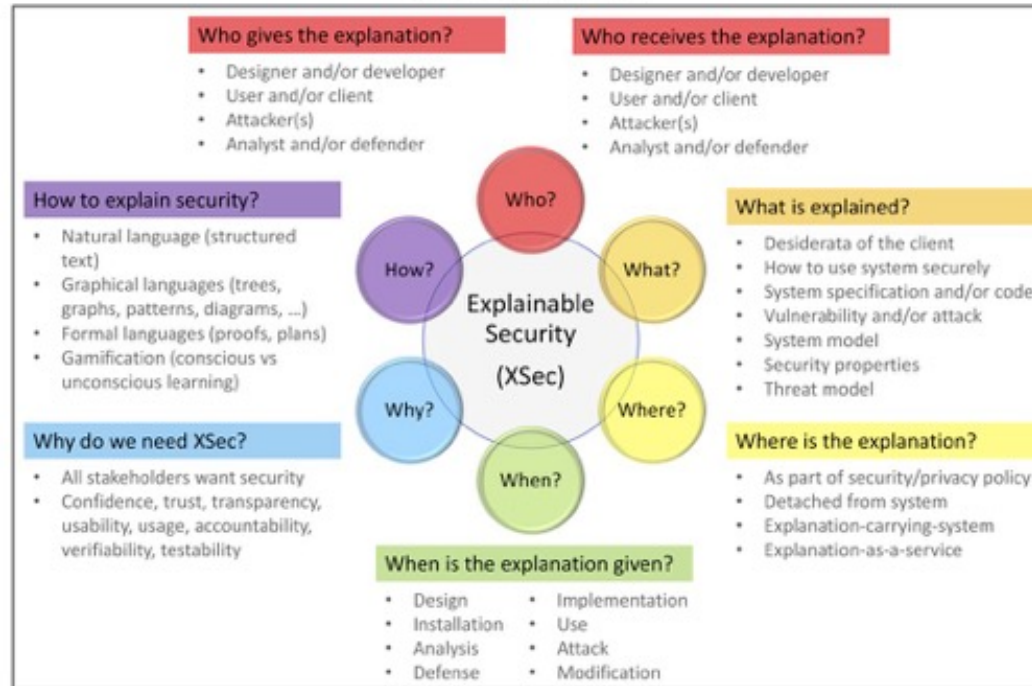 Who gives the explanation?
• Designer and/or developer
• User and/or client
• Attacker(s)
• Analyst and/or defender
Who receives the explanation?
• Designer and/or developer
• User and/or client
• Attacker(s)
• Analyst and/or defender
How to explain security?
• Natural language (structured
text)
• Graphical languages (trees,
graphs, patterns, diagrams, ...)
• Formal languages (proofs, plans)
• Gamification (conscious vs
unconscious learning)
Who?
How?
What?
Explainable
Security
(XSec)
Why?
Where?
When?
What is explained?
• Desiderata of the client
• How to use system securely
• System specification and/or code
• Vulnerability and/or attack
• System model
• Security properties
• Threat model
Why do we need XSec?
• All stakeholders want security
• Confidence, trust, transparency,
usability, usage, accountability,
verifiability, testability
Where is the explanation?
• As part of security/privacy policy
• Detached from system
• Explanation-carrying-system
• Explanation-as-a-service
When is the explanation given?
• Design
• Installation
• Analysis
• Defense
• Implementation
• Use
• Attack
• Modification